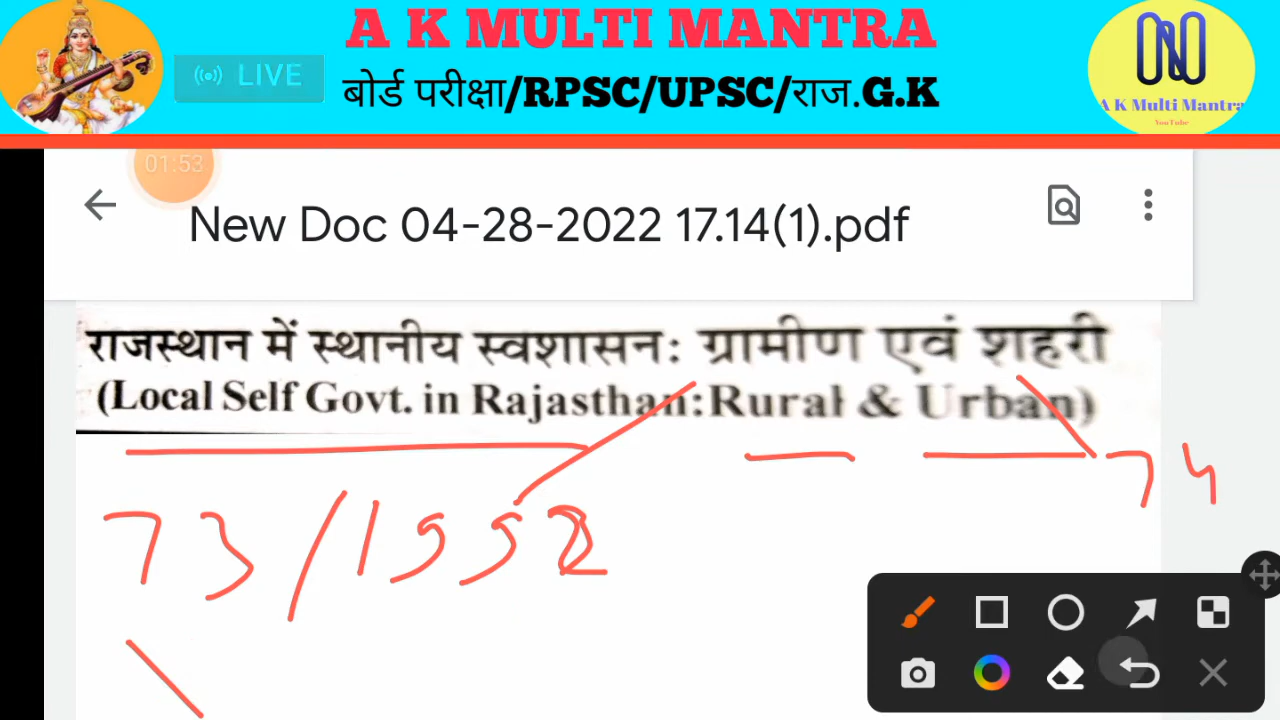 A K MULTI MANTRA
LIVE
बोर्ड परीक्षा/RPSC/UPSC/राज.G.K
A K Multi Mantra
YouTube
01:53
New Doc 04-28-2022 17.14(1).pdf
राजस्थान में स्थानीय स्वशासन: ग्रामीण एवं शहरी
(Local Self Govt. in Rajasthan:Rural & Urban)
74
73/1992